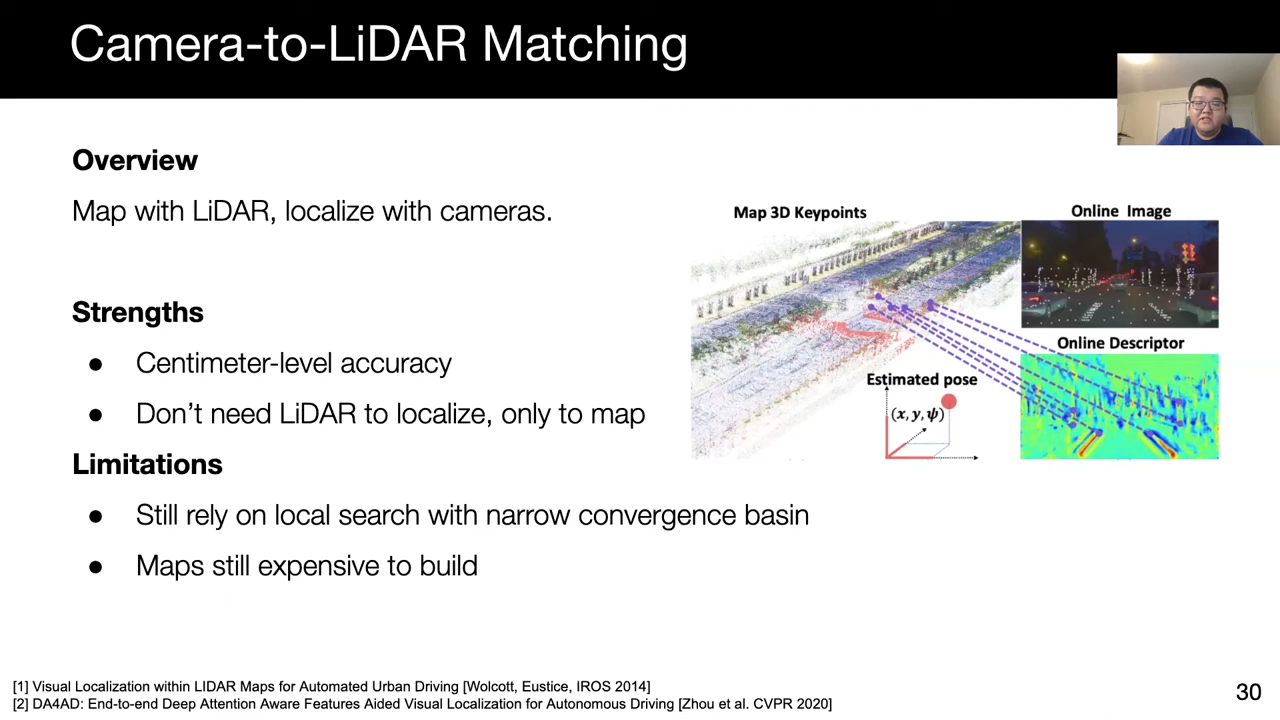 Camera-to-LiDAR Matching
Overview
Map with LiDAR, localize with cameras.
Strengths
● Centimeter-level accuracy
● Don’t need LiDAR to localize, only to map
Limitations
● Still rely on local search with narrow convergence basin
● Maps still expensive to build
Map 3D Keypoints
Online Image
Online Descriptor
Estimated pose
(x, y, ψ)
[1] Visual Localization within LIDAR Maps for Automated Urban Driving [Wolcott, Eustice, IROS 2014]
[2] DA4AD: End-to-end Deep Attention Aware Features Aided Visual Localization for Autonomous Driving [Zhou et al. CVPR 2020]
30